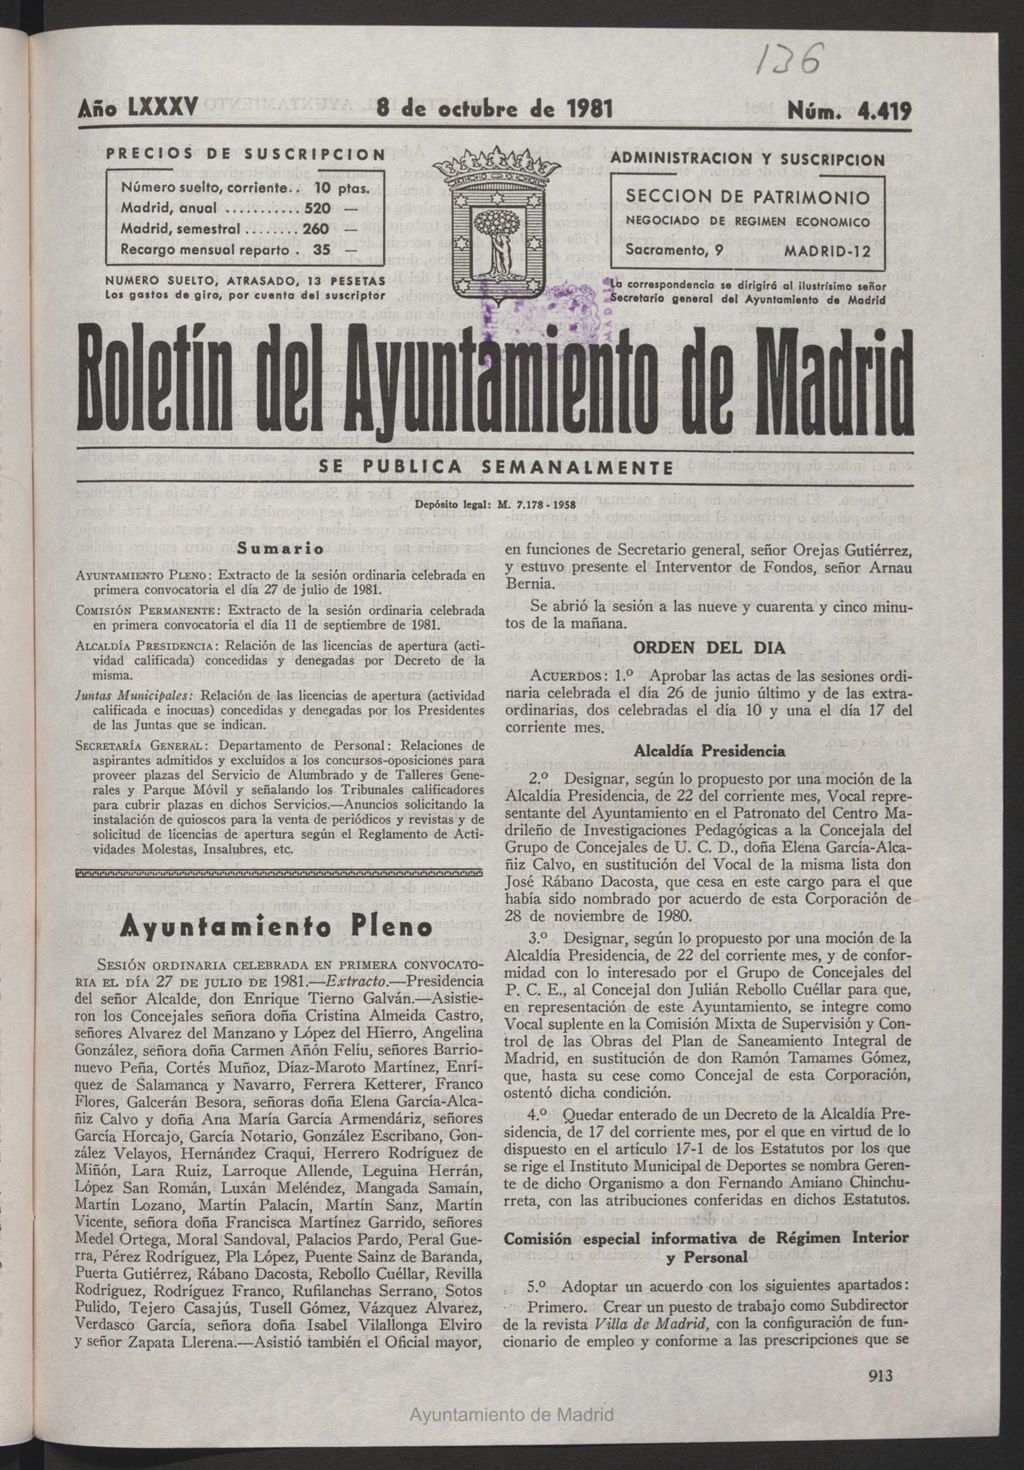 136
Año LXXXV 8 de octubre de 1981 Núm. 4.419
PRECIOS DE SUSCRIPCION
Número suelto, corriente.. 10 ptas.
Madrid, anual ........... 520 —
Madrid, semestral ........ 260 —
Recargo mensual reparto . 35 —
NUMERO SUELTO, ATRASADO, 13 PESETAS
Los gastos de giro, por cuenta del suscriptor
ADMINISTRACION Y SUSCRIPCION
SECCION DE PATRIMONIO
NEGOCIADO DE REGIMEN ECONOMICO
Sacramento, 9 MADRID-12
La correspondencia se dirigirá al ilustrísimo señor
Secretario general del Ayuntamiento de Madrid
Boletín del Ayuntamiento de Madrid
SE PUBLICA SEMANALMENTE
Depósito legal: M. 7.178 - 1958
Sumario
AYUNTAMIENTO PLENO: Extracto de la sesión ordinaria celebrada en
primera convocatoria el día 27 de julio de 1981.
COMISIÓN PERMANENTE: Extracto de la sesión ordinaria celebrada
en primera convocatoria el día 11 de septiembre de 1981.
ALCALDÍA PRESIDENCIA: Relación de las licencias de apertura (acti-
vidad calificada) concedidas y denegadas por Decreto de la
misma.
Juntas Municipales: Relación de las licencias de apertura (actividad
calificada e inocuas) concedidas y denegadas por los Presidentes
de las Juntas que se indican.
SECRETARÍA GENERAL: Departamento de Personal: Relaciones de
aspirantes admitidos y excluidos a los concursos-oposiciones para
proveer plazas del Servicio de Alumbrado y de Talleres Gene-
rales y Parque Móvil y señalando los Tribunales calificadores
para cubrir plazas en dichos Servicios.—Anuncios solicitando la
instalación de quioscos para la venta de periódicos y revistas y de
solicitud de licencias de apertura según el Reglamento de Acti-
vidades Molestas, Insalubres, etc.
Ayuntamiento Pleno
SESIÓN ORDINARIA CELEBRADA EN PRIMERA CONVOCATO-
RIA EL DÍA 27 DE JULIO DE 1981.—Extracto.—Presidencia
del señor Alcalde, don Enrique Tierno Galván.—Asistie-
ron los Concejales señora doña Cristina Almeida Castro,
señores Alvarez del Manzano y López del Hierro, Angelina
González, señora doña Carmen Añón Felíu, señores Barrio-
nuevo Peña, Cortés Muñoz, Díaz-Maroto Martínez, Enrí-
quez de Salamanca y Navarro, Ferrera Ketterer, Franco
Flores, Galcerán Besora, señoras doña Elena García-Alca-
ñiz Calvo y doña Ana María García Armendáriz, señores
García Horcajo, García Notario, González Escribano, Gon-
zález Velayos, Hernández Craqui, Herrero Rodríguez de
Miñón, Lara Ruiz, Larroque Allende, Leguina Herrán,
López San Román, Luxán Meléndez, Mangada Samaín,
Martín Lozano, Martín Palacín, Martín Sanz, Martín
Vicente, señora doña Francisca Martínez Garrido, señores
Medel Ortega, Moral Sandoval, Palacios Pardo, Peral Gue-
rra, Pérez Rodríguez, Pla López, Puente Sainz de Baranda,
Puerta Gutiérrez, Rábano Dacosta, Rebollo Cuéllar, Revilla
Rodríguez, Rodríguez Franco, Rufilanchas Serrano, Sotos
Pulido, Tejero Casajús, Tusell Gómez, Vázquez Alvarez,
Verdasco García, señora doña Isabel Vilallonga Elviro
y señor Zapata Llerena.—Asistió también el Oficial mayor,
en funciones de Secretario general, señor Orejas Gutiérrez,
y estuvo presente el Interventor de Fondos, señor Arnau
Bernia.
Se abrió la sesión a las nueve y cuarenta y cinco minu-
tos de la mañana.
ORDEN DEL DIA
ACUERDOS: 1.º Aprobar las actas de las sesiones ordi-
naria celebrada el día 26 de junio último y de las extra-
ordinarias, dos celebradas el día 10 y una el día 17 del
corriente mes.
Alcaldía Presidencia
2.º Designar, según lo propuesto por una moción de la
Alcaldía Presidencia, de 22 del corriente mes, Vocal repre-
sentante del Ayuntamiento en el Patronato del Centro Ma-
drileño de Investigaciones Pedagógicas a la Concejala del
Grupo de Concejales de U. C. D., doña Elena García-Alca-
ñiz Calvo, en sustitución del Vocal de la misma lista don
José Rábano Dacosta, que cesa en este cargo para el que
había sido nombrado por acuerdo de esta Corporación de
28 de noviembre de 1980.
3.º Designar, según lo propuesto por una moción de la
Alcaldía Presidencia, de 22 del corriente mes, y de confor-
midad con lo interesado por el Grupo de Concejales del
P. C. E., al Concejal don Julián Rebollo Cuéllar para que,
en representación de este Ayuntamiento, se integre como
Vocal suplente en la Comisión Mixta de Supervisión y Con-
trol de las Obras del Plan de Saneamiento Integral de
Madrid, en sustitución de don Ramón Tamames Gómez,
que, hasta su cese como Concejal de esta Corporación,
ostentó dicha condición.
4.º Quedar enterado de un Decreto de la Alcaldía Pre-
sidencia, de 17 del corriente mes, por el que en virtud de lo
dispuesto en el artículo 17-1 de los Estatutos por los que
se rige el Instituto Municipal de Deportes se nombra Geren-
te de dicho Organismo a don Fernando Amiano Chinchu-
rreta, con las atribuciones conferidas en dichos Estatutos.
Comisión especial informativa de Régimen Interior
y Personal
5.º Adoptar un acuerdo con los siguientes apartados:
Primero. Crear un puesto de trabajo como Subdirector
de la revista Villa de Madrid, con la configuración de fun-
cionario de empleo y conforme a las prescripciones que se
913
Ayuntamiento de Madrid